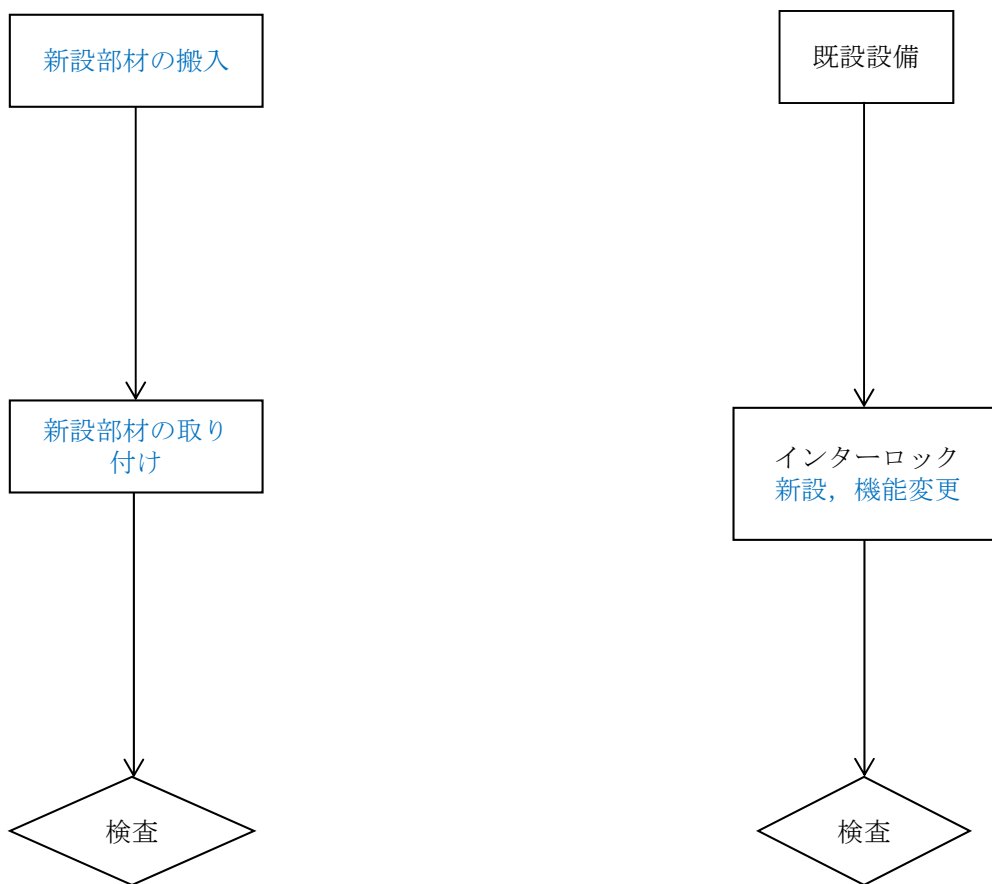 新設部材の搬入
既設設備
新設部材の取り
付け
インターロック
新設，機能変更
検査
検査